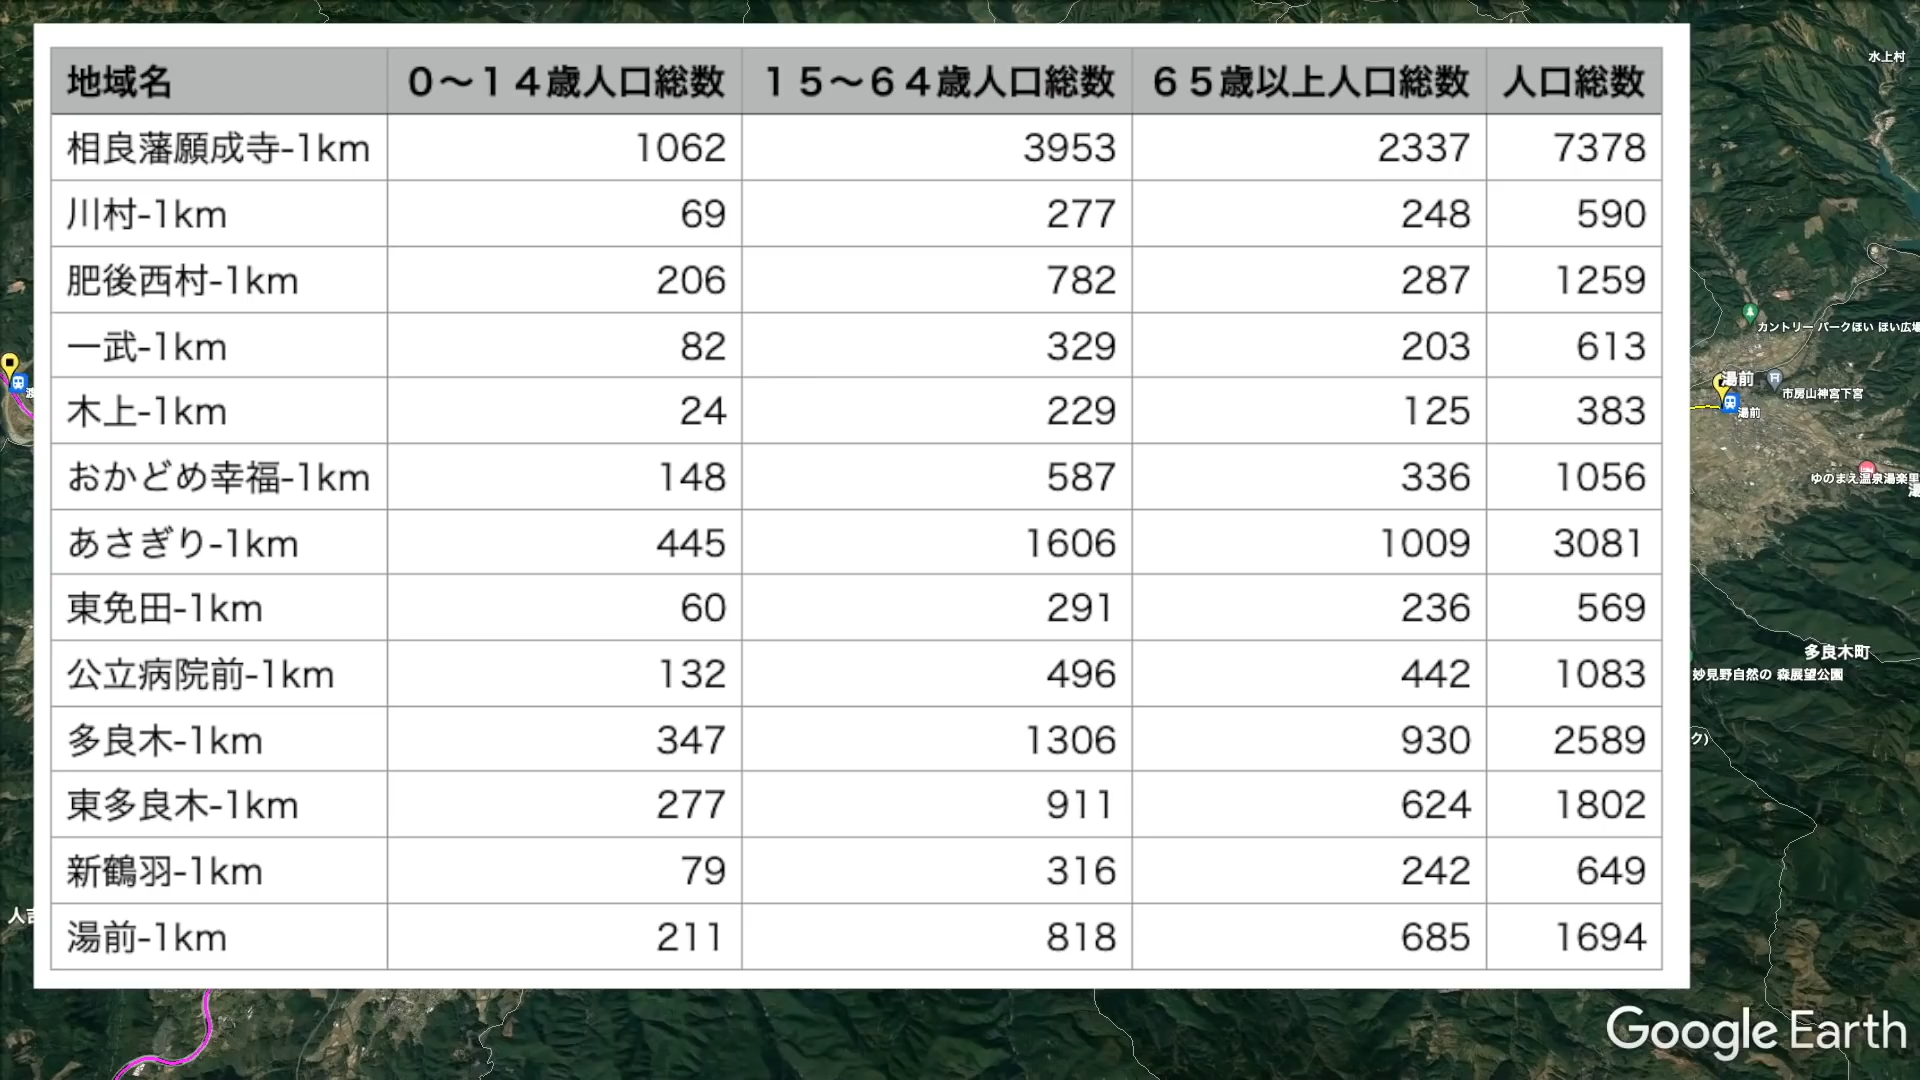 地域名 0〜14歳人口総数 15〜64歳人口総数 65歳以上人口総数 人口総数
相良藩願成寺-1km 1062 3953 2337 7378
川村-1km 69 277 248 590
肥後西村-1km 206 782 287 1259
一武-1km 82 329 203 613
木上-1km 24 229 125 383
おかどめ幸福-1km 148 587 336 1056
あさぎり-1km 445 1606 1009 3081
東免田-1km 60 291 236 569
公立病院前-1km 132 496 442 1083
多良木-1km 347 1306 930 2589
東多良木-1km 277 911 624 1802
新鶴羽-1km 79 316 242 649
湯前-1km 211 818 685 1694
水上村
カントリー パークほい ほい広場
湯前
市房山神宮下宮
湯前
ゆのまえ温泉湯楽里
多良木町
妙見野自然の 森展望公園
ク)
人吉
Google Earth